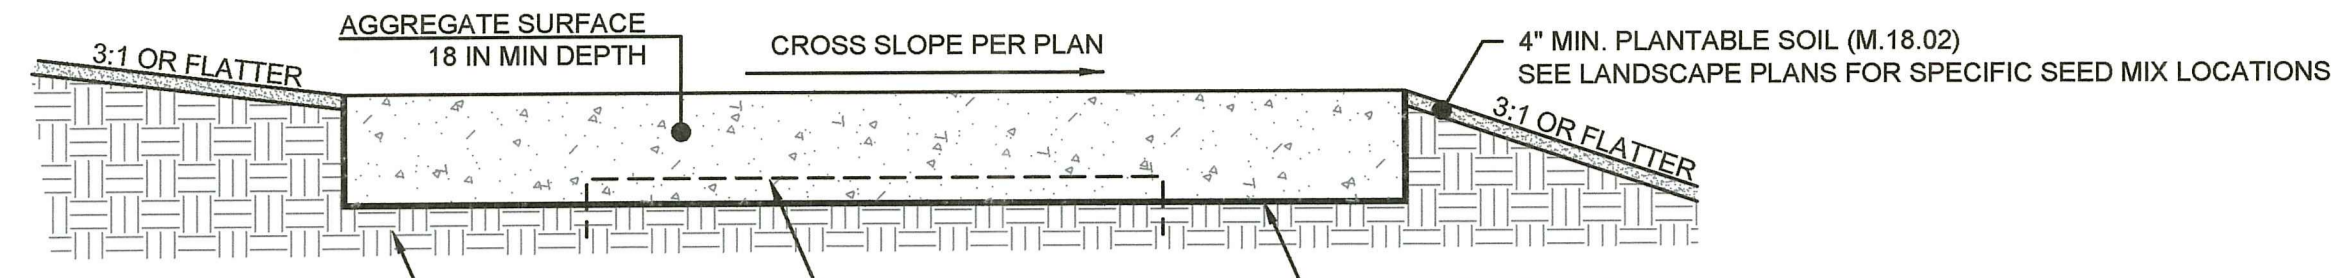 AGGREGATE SURFACE
18 IN MIN DEPTH
CROSS SLOPE PER PLAN
4" MIN. PLANTABLE SOIL (M.18.02)
SEE LANDSCAPE PLANS FOR SPECIFIC SEED MIX LOCATIONS
3:1 OR FLATTER
3:1 OR FLATTER